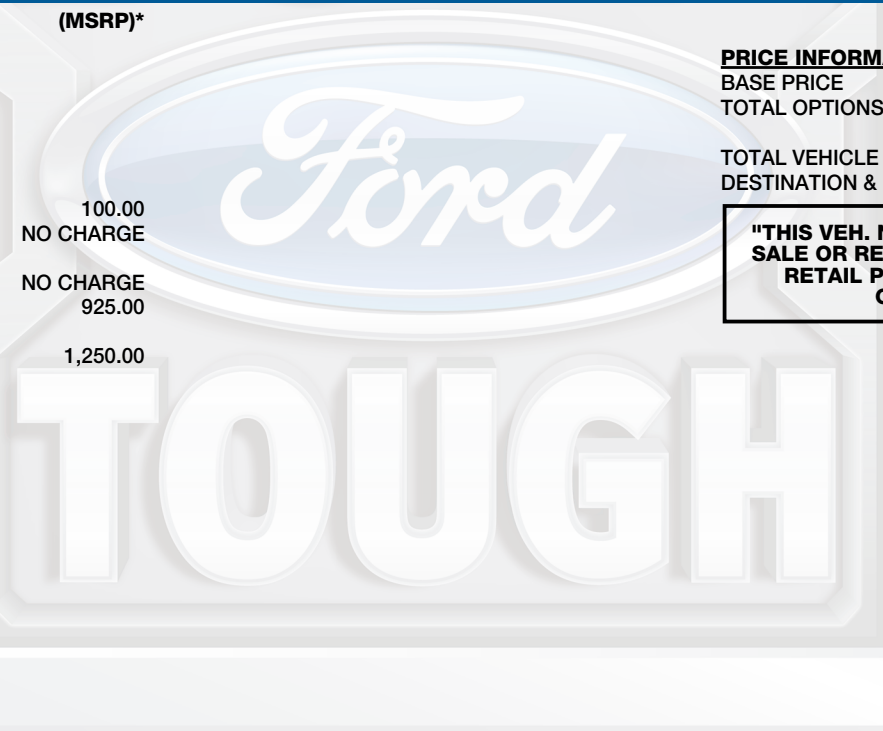 (MSRP)*
100.00
NO CHARGE
NO CHARGE
925.00
1,250.00
PRICE INFORM
BASE PRICE
TOTAL OPTIONS
TOTAL VEHICLE
DESTINATION &
"THIS VEH.
SALE OR RE
RETAIL P
Ford
TOUGH